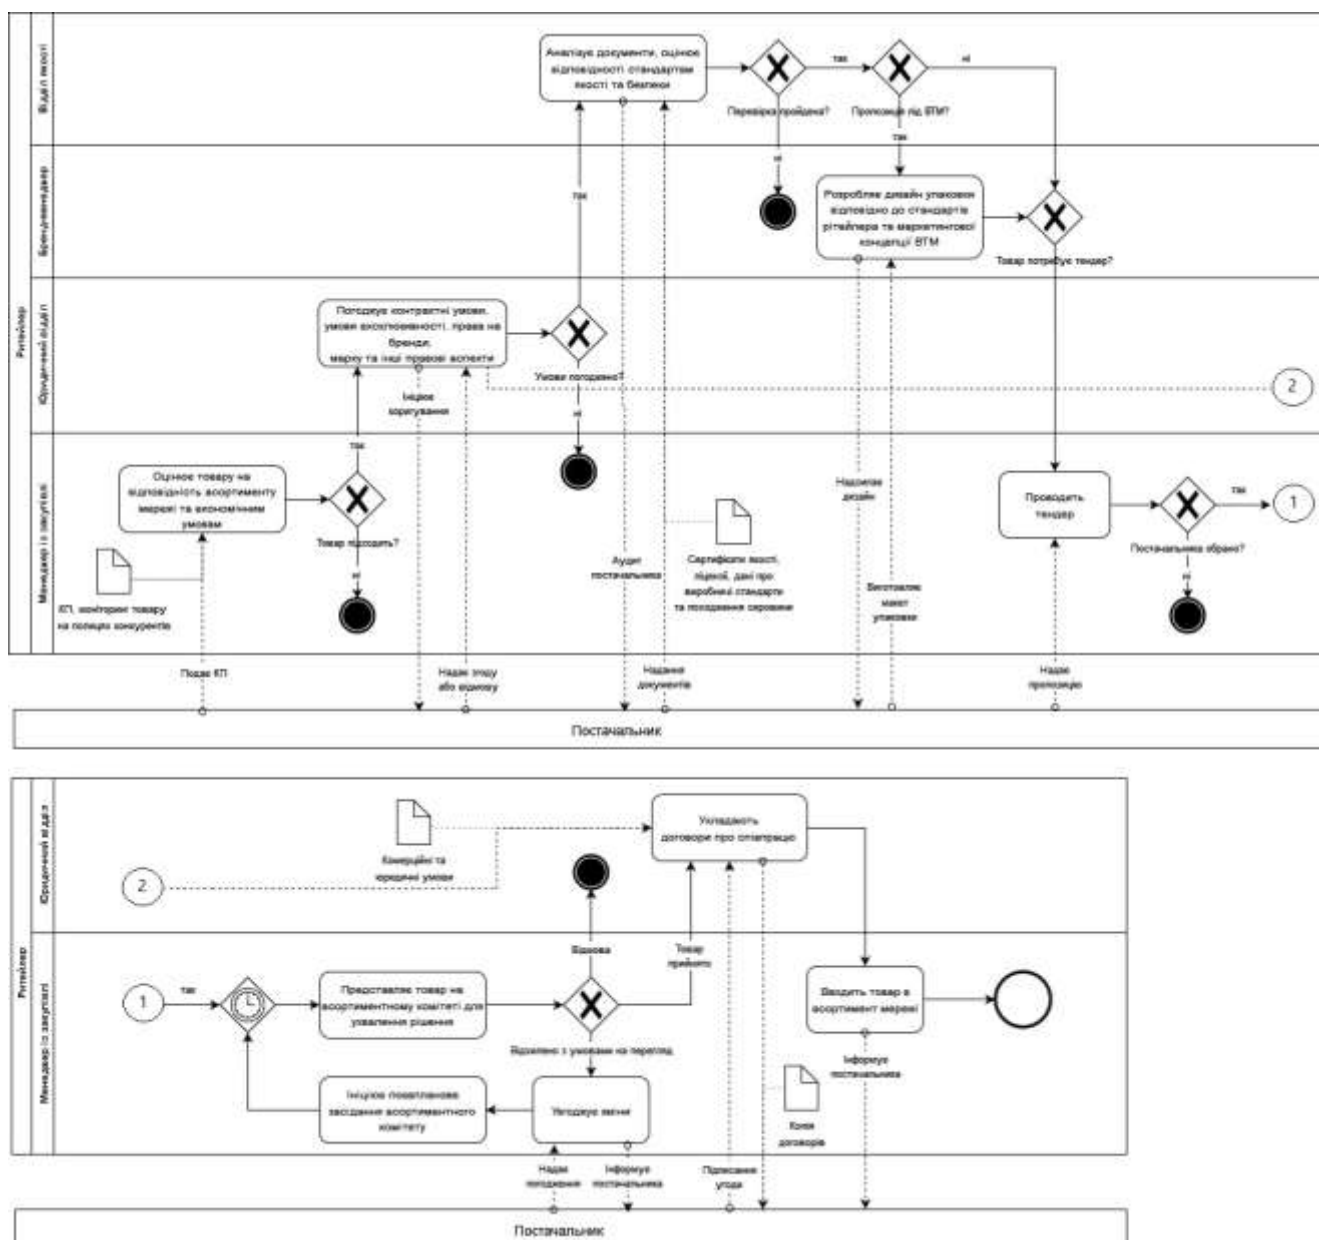 Ритейлер
Відділ якості
Бренд-менеджер
Юридичний відділ
Менеджер із закупівлі
Аналізує документи, оцінює
відповідності стандартам
якості та безпеки
так
так
ні
Перевірка пройдена?
Пропозиція під ВТМ?
ні
так
так
Розробляє дизайн упаковки
відповідно до стандартів
рітейлера та маркетингової
концепції ВТМ
Товар потребує тендер?
Погоджує контрактні умови,
умови ексклюзивності, права на
бренди,
марку та інші правові аспекти
Умови погоджено?
ні
2
Ініціює
коригування
так
Оцінює товару на
відповідність асортименту
мережі та економічним
умовам
Товар підходить?
ні
КП, моніторинг товару
на полицях конкурентів
Аудит
постачальника
Сертифікати якості,
ліцензії, дані про
виробничі стандарти
та походження сировини
Надсилає
дизайн
Виготовляє
макет
упаковки
Проводить
тендер
так
1
Постачальника обрано?
ні
Подає КП
Надає згоду
або відмову
Надання
документів
Надає
пропозицію
Постачальник
Ритейлер
Юридичний відділ
Менеджер із закупівлі
Комерційні та
юридичні умови
2
Укладають
договори про співпрацю
Відмова
Товар
прийнято
1
так
Представляє товар на
асортиментному комітеті для
ухвалення рішення
Відхилено з умовами на перегляд
Вводить товар в
асортимент мережі
Ініціює позапланове
засідання асортиментного
комітету
Узгоджує зміни
Інформує
постачальника
Копія
договорів
Надає
погодження
Інформує
постачальника
Підписання
угоди
Постачальник